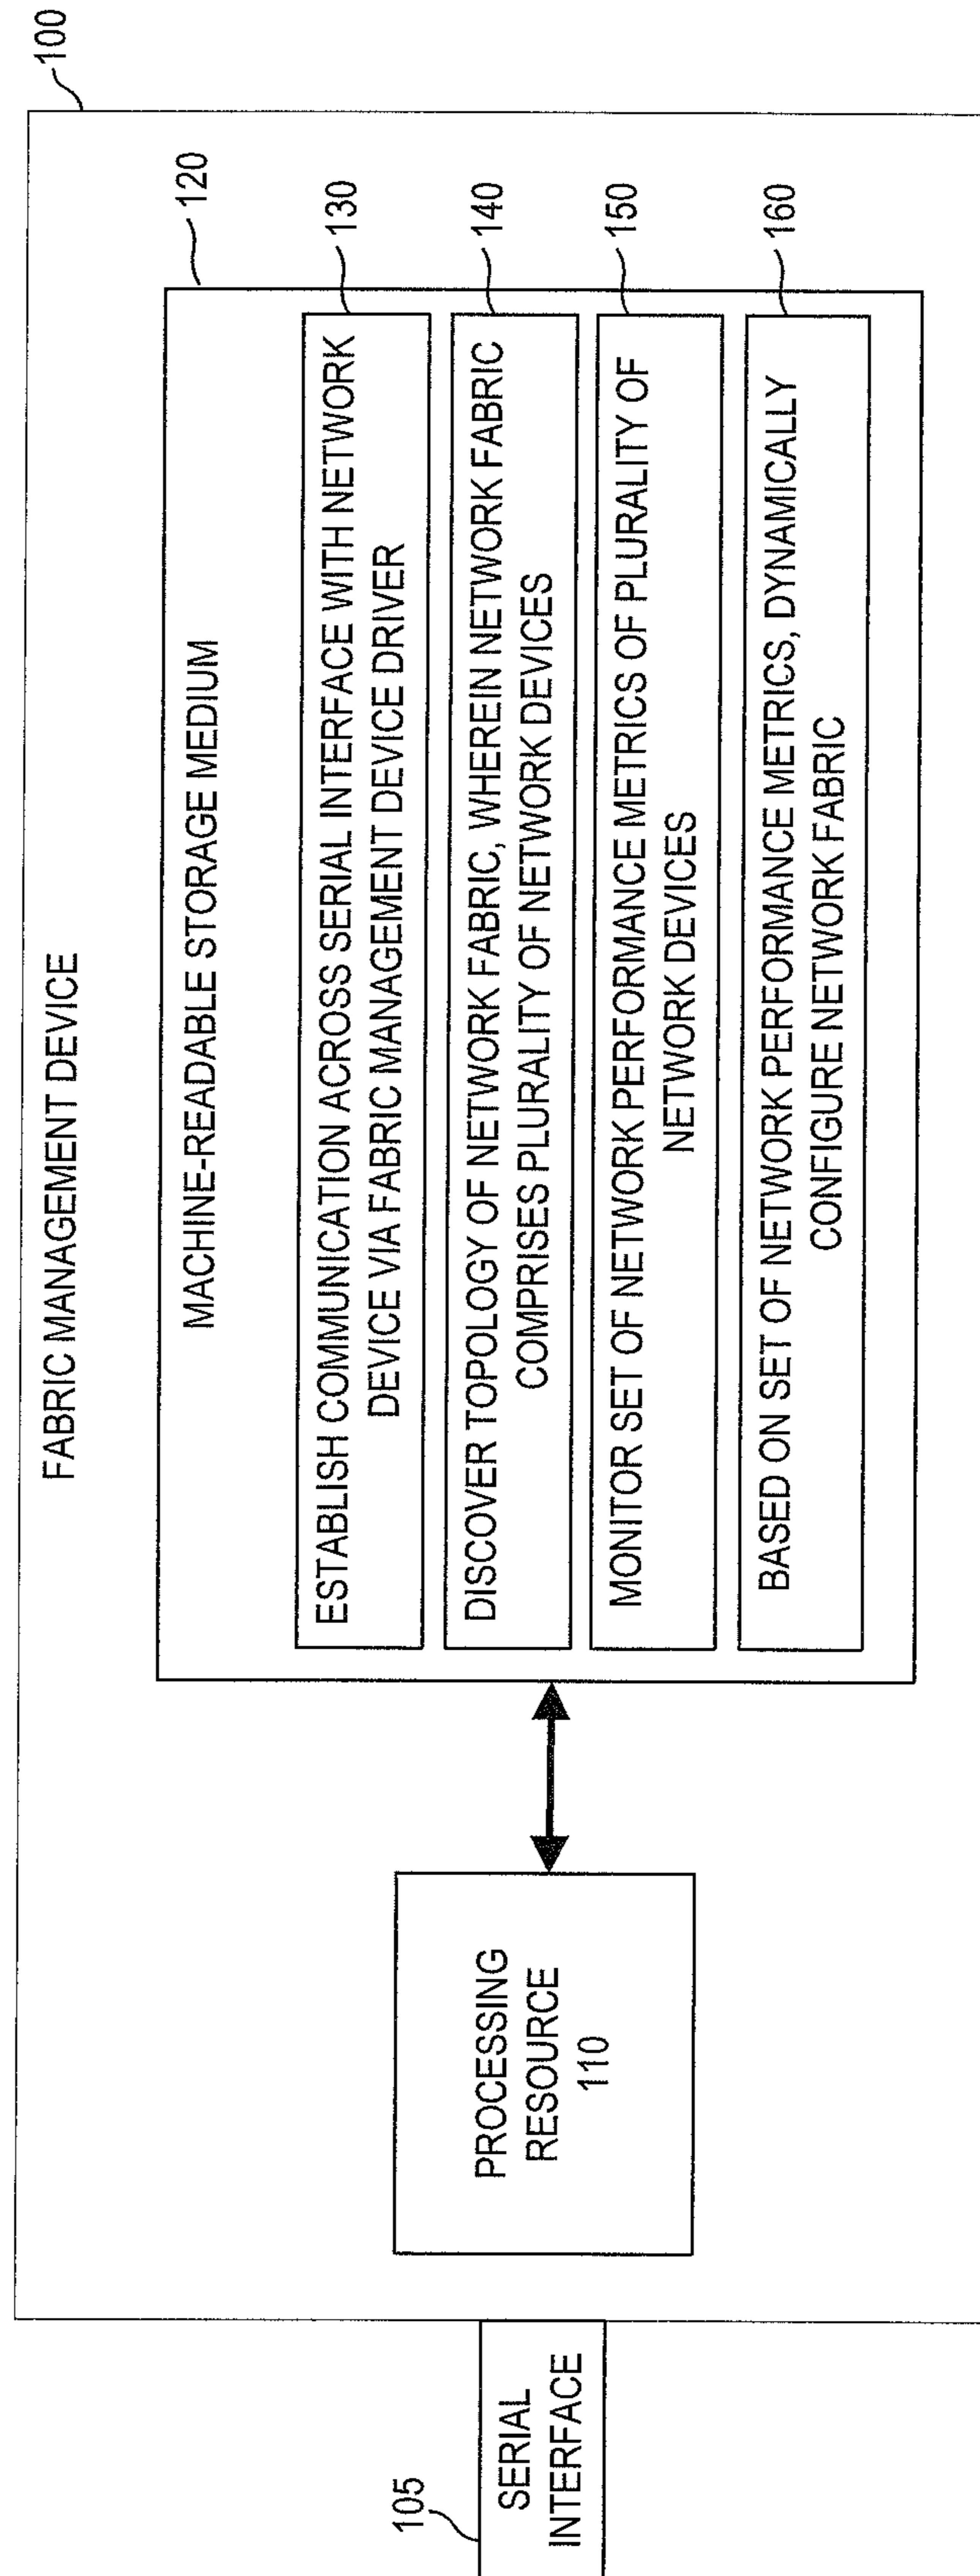 100
FABRIC MANAGEMENT DEVICE
120
MACHINE-READABLE STORAGE MEDIUM
130
ESTABLISH COMMUNICATION ACROSS SERIAL INTERFACE WITH NETWORK
DEVICE VIA FABRIC MANAGEMENT DEVICE DRIVER
140
DISCOVER TOPOLOGY OF NETWORK FABRIC, WHEREIN NETWORK FABRIC
COMPRISES PLURALITY OF NETWORK DEVICES
150
MONITOR SET OF NETWORK PERFORMANCE METRICS OF PLURALITY OF
NETWORK DEVICES
160
BASED ON SET OF NETWORK PERFORMANCE METRICS, DYNAMICALLY
CONFIGURE NETWORK FABRIC
PROCESSING
RESOURCE
110
105
SERIAL
INTERFACE